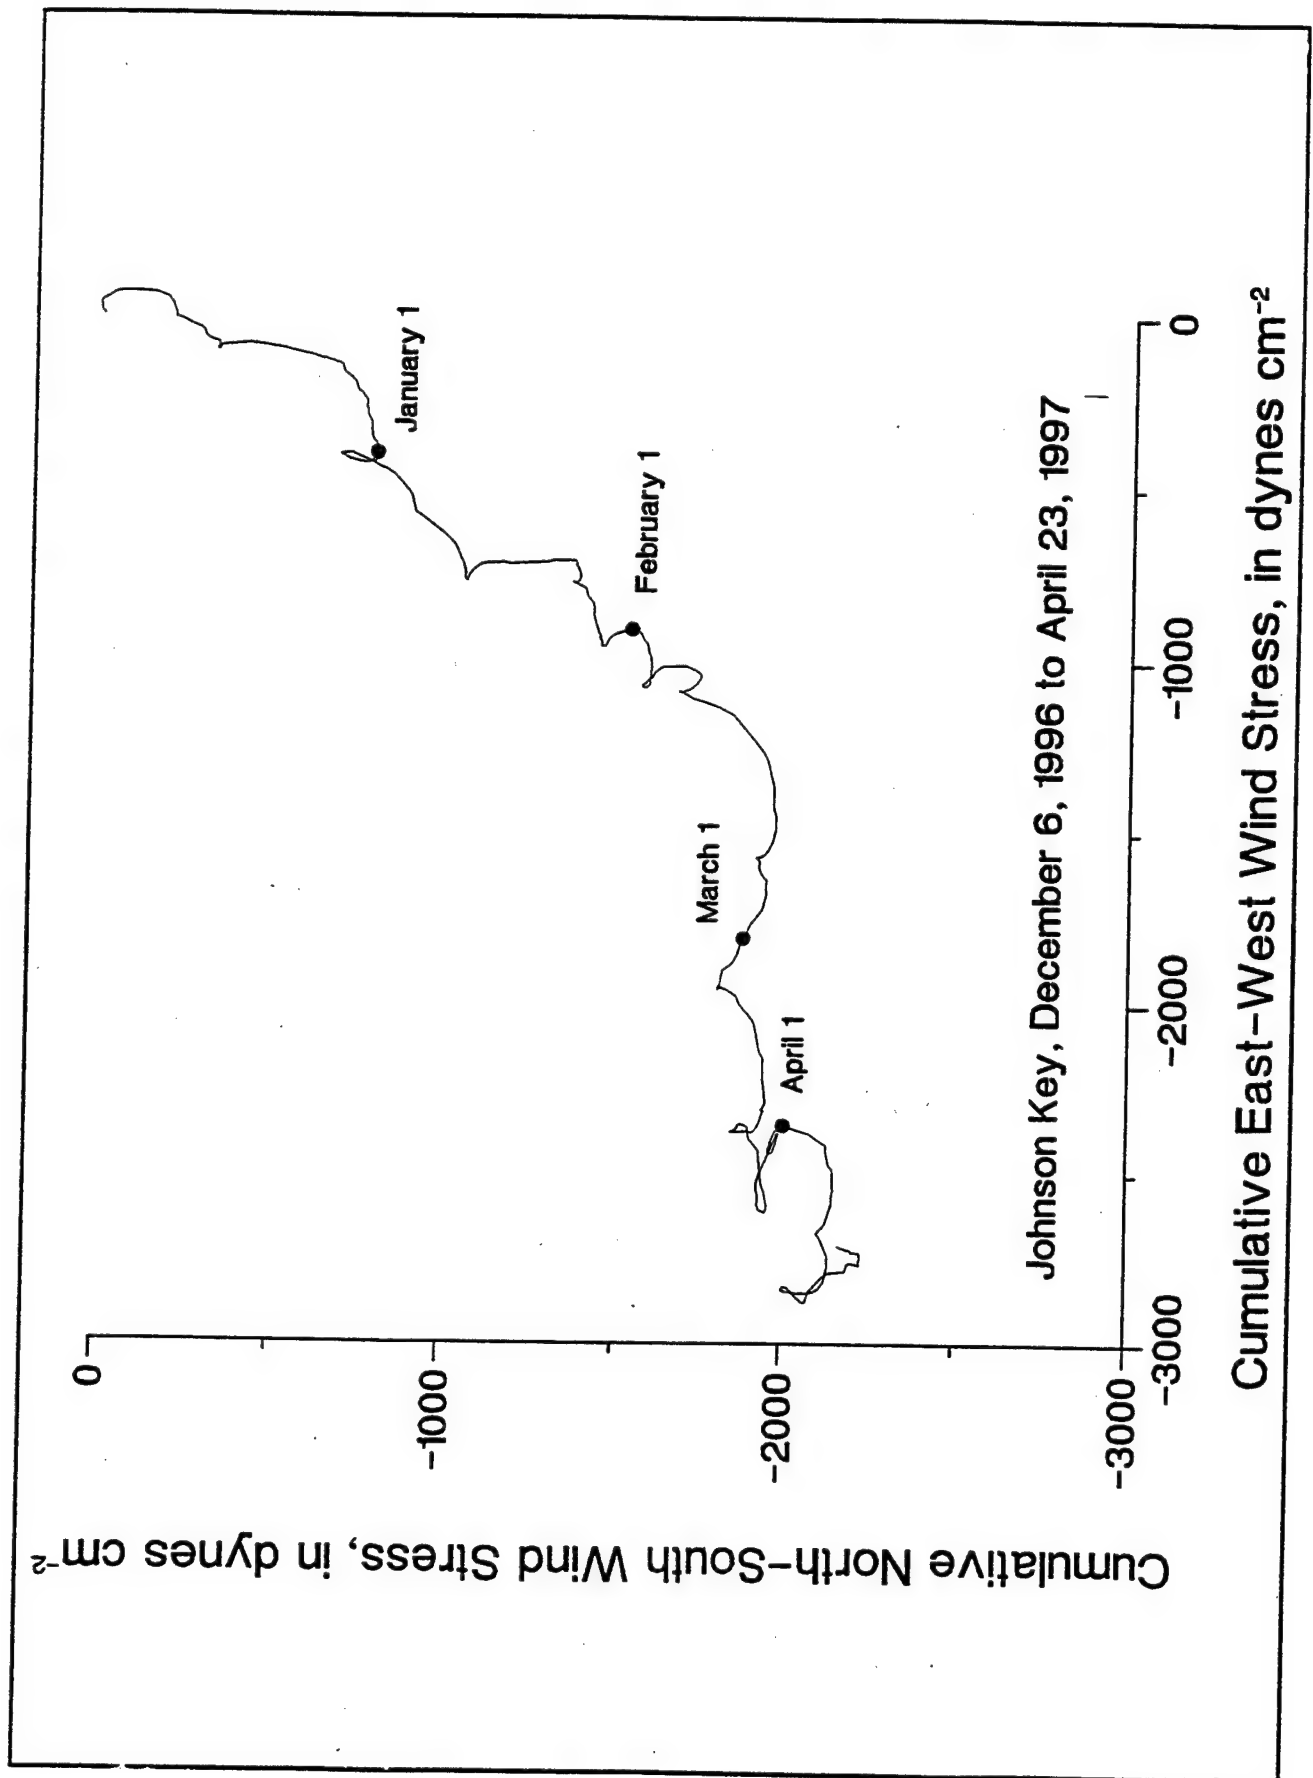 Cumulative North-South Wind Stress, in dynes cm⁻²
0
-1000
-2000
-3000
January 1
February 1
March 1
April 1
Johnson Key, December 6, 1996 to April 23, 1997
-3000
-2000
-1000
0
Cumulative East-West Wind Stress, in dynes cm⁻²